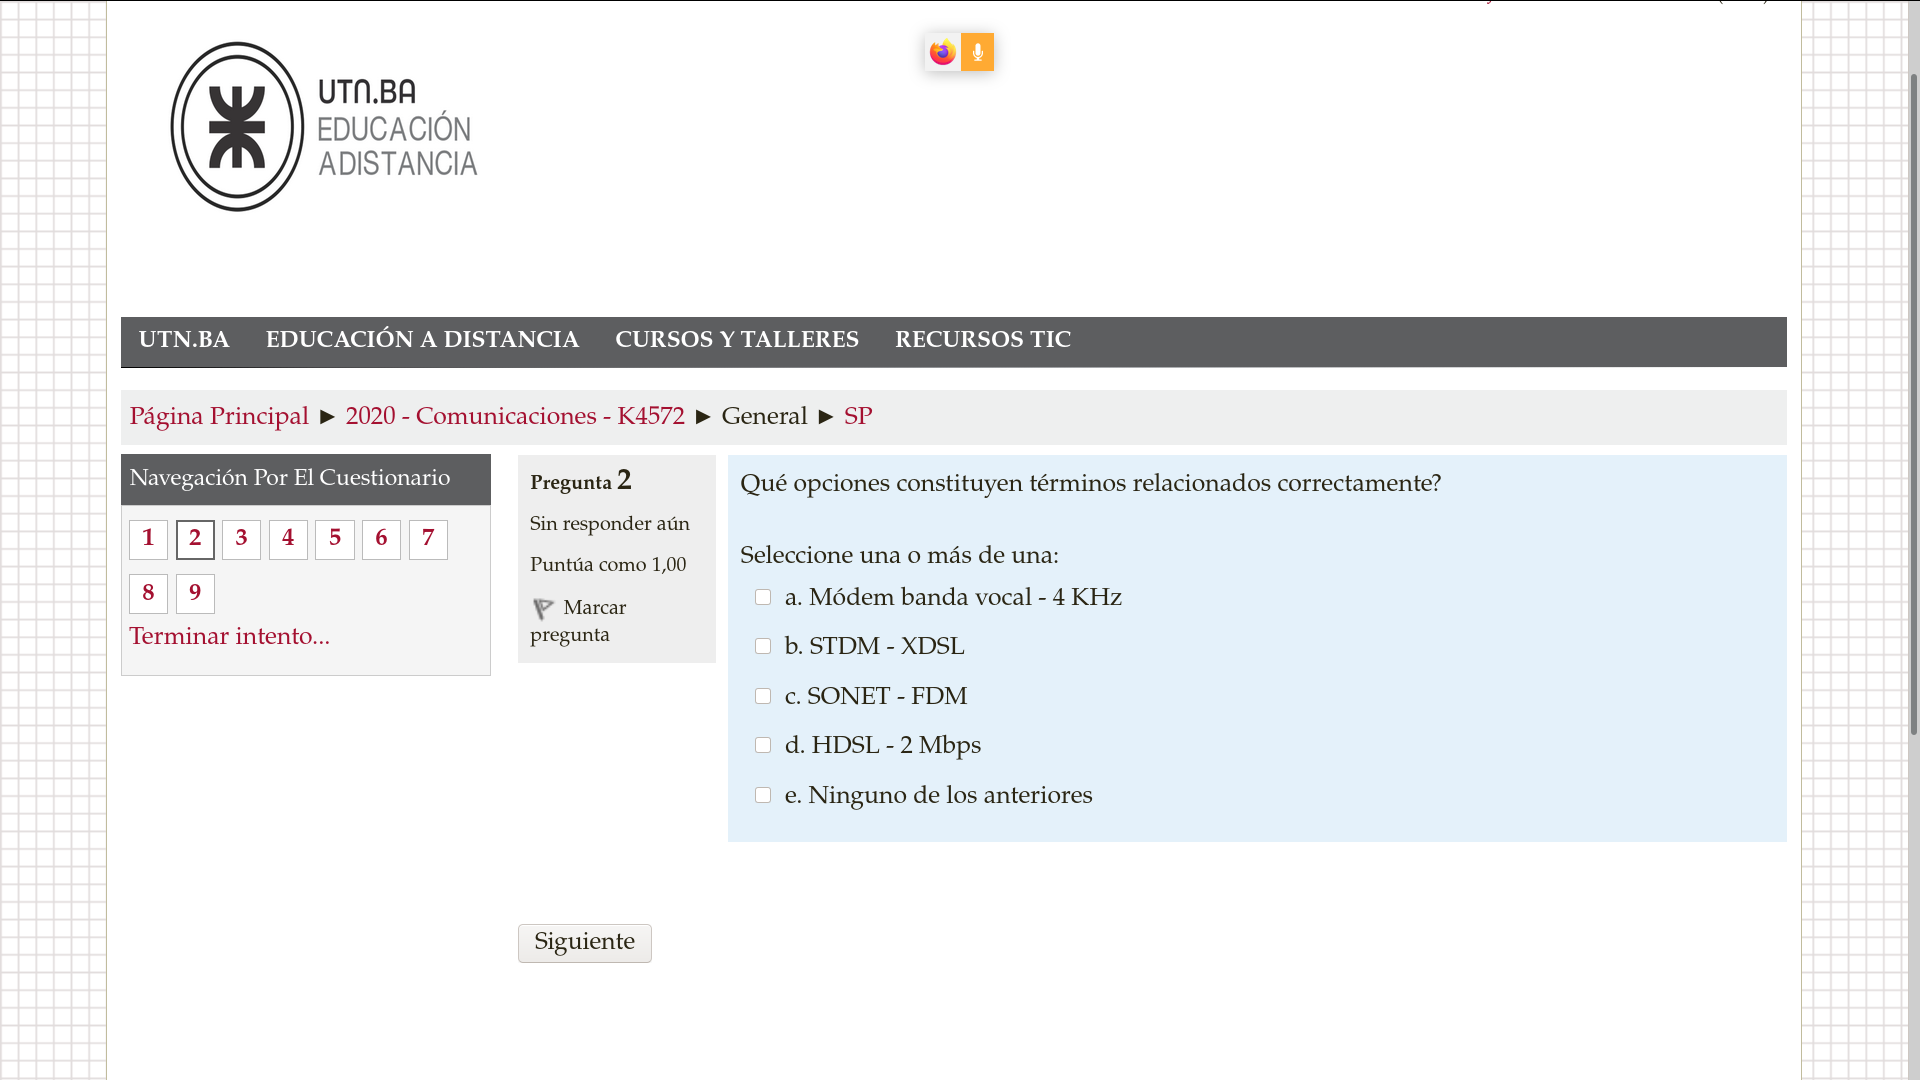 UTN.BA
EDUCACIÓN
ADISTANCIA
UTN.BA EDUCACIÓN A DISTANCIA CURSOS Y TALLERES RECURSOS TIC
Página Principal ► 2020 - Comunicaciones - K4572 ► General ► SP
Navegación Por El Cuestionario
1 2 3 4 5 6 7
8 9
Terminar intento...
Pregunta 2
Sin responder aún
Puntúa como 1,00
Marcar
pregunta
Qué opciones constituyen términos relacionados correctamente?
Seleccione una o más de una:
a. Módem banda vocal - 4 KHz
b. STDM - XDSL
c. SONET - FDM
d. HDSL - 2 Mbps
e. Ninguno de los anteriores
Siguiente